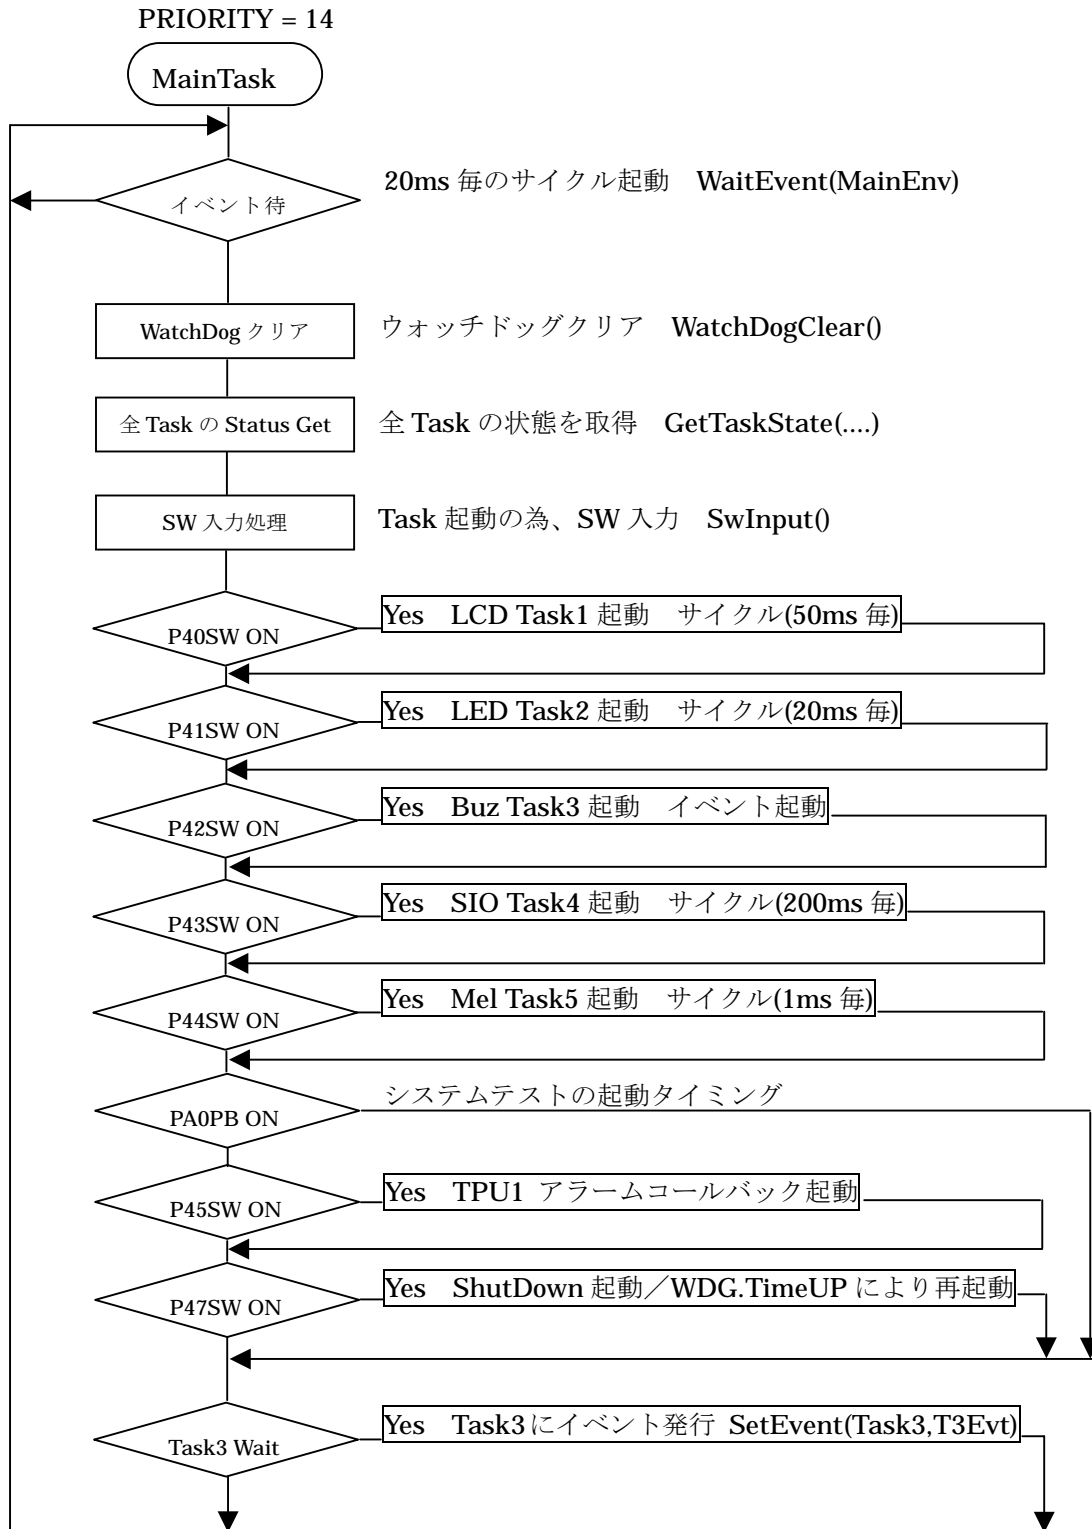 PRIORITY = 14
MainTask
イベント待
20ms 毎のサイクル起動　WaitEvent(MainEnv)
WatchDog クリア
ウォッチドッグクリア　WatchDogClear()
全 Task の Status Get
全 Task の状態を取得　GetTaskState(....)
SW 入力処理
Task 起動の為、SW 入力　SwInput()
P40SW ON
Yes　LCD Task1 起動　サイクル(50ms 毎)
P41SW ON
Yes　LED Task2 起動　サイクル(20ms 毎)
P42SW ON
Yes　Buz Task3 起動　イベント起動
P43SW ON
Yes　SIO Task4 起動　サイクル(200ms 毎)
P44SW ON
Yes　Mel Task5 起動　サイクル(1ms 毎)
PA0PB ON
システムテストの起動タイミング
P45SW ON
Yes　TPU1 アラームコールバック起動
P47SW ON
Yes　ShutDown 起動／WDG.TimeUP により再起動
Task3 Wait
Yes　Task3 にイベント発行 SetEvent(Task3,T3Evt)